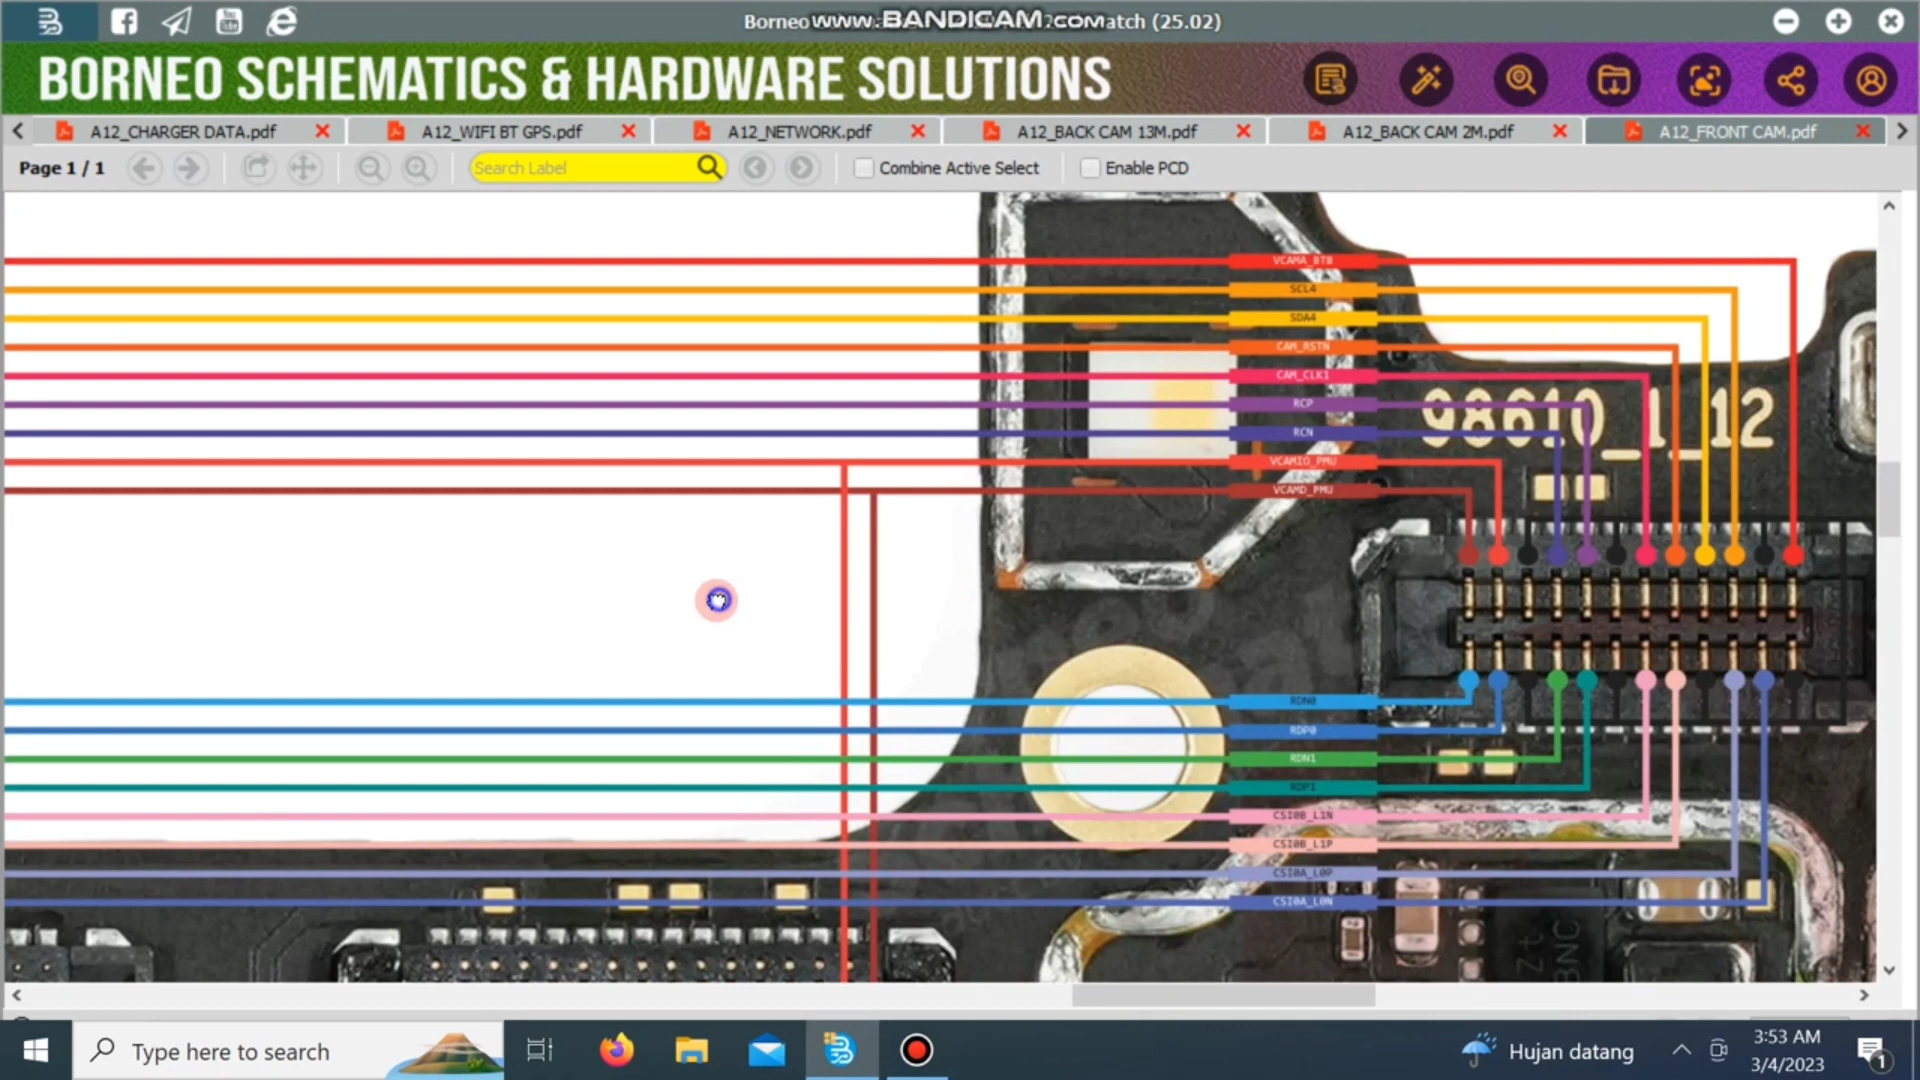 Borneo
www.BANDICAM.com
atch (25.02)
BORNEO SCHEMATICS & HARDWARE SOLUTIONS
A12_CHARGER DATA.pdf
A12_WIFI BT GPS.pdf
A12_NETWORK.pdf
A12_BACK CAM 13M.pdf
A12_BACK CAM 2M.pdf
A12_FRONT CAM.pdf
Page 1 / 1
Search Label
Combine Active Select
Enable PCD
VCAMA_BTB
SCL4
SDA4
CAM_RSTN
CAM_CLK1
RCP
RCN
VCAMIO_PMU
VCAMD_PMU
98610_1_12
RDN0
RDP0
RDN1
RDP1
CSI0B_L1N
CSI0B_L1P
CSI0A_L0P
CSI0A_L0N
Type here to search
Hujan datang
3:53 AM
3/4/2023
1